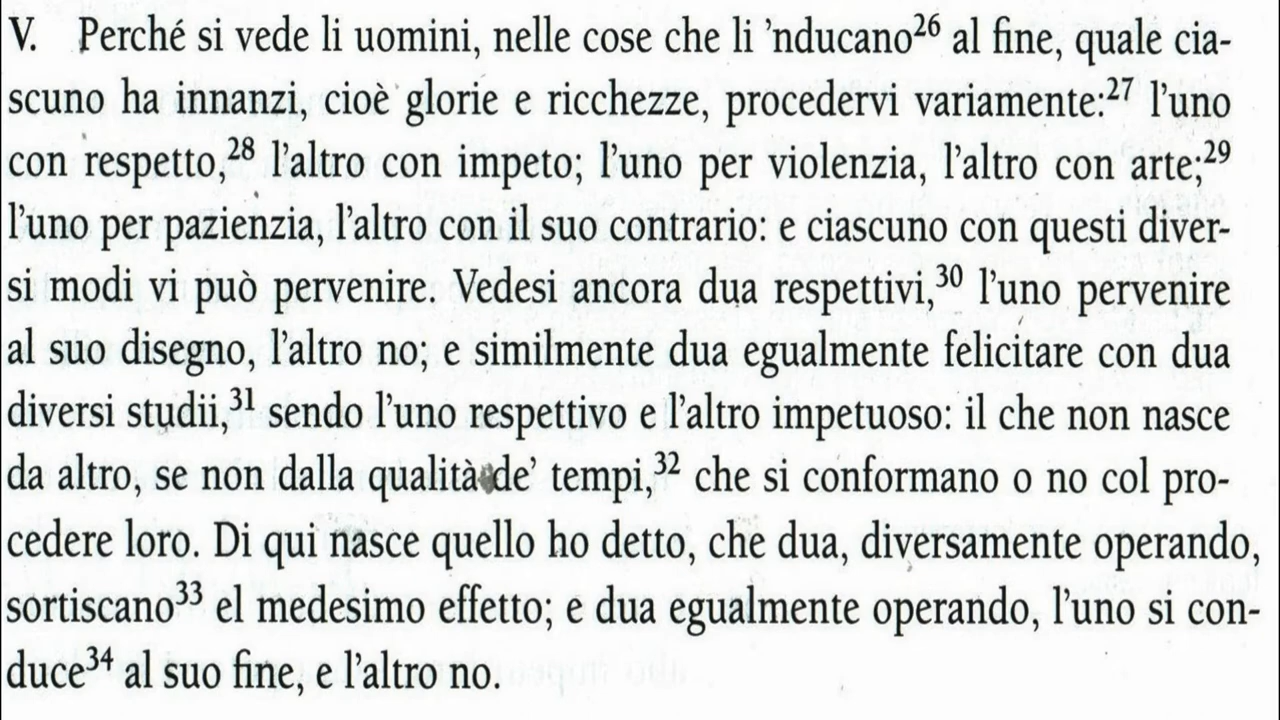 V. Perché si vede li uomini, nelle cose che li 'nducano26 al fine, quale cia-
scuno ha innanzi, cioè glorie e ricchezze, procedervi variamente:27 l'uno
con respetto,28 l'altro con impeto; l'uno per violenzia, l'altro con arte;29
l'uno per pazienzia, l'altro con il suo contrario: e ciascuno con questi diver-
si modi vi può pervenire. Vedesi ancora dua respettivi,30 l'uno pervenire
al suo disegno, l'altro no; e similmente dua egualmente felicitare con dua
diversi studii,31 sendo l'uno respettivo e l'altro impetuoso: il che non nasce
da altro, se non dalla qualità de' tempi,32 che si conformano o no col pro-
cedere loro. Di qui nasce quello ho detto, che dua, diversamente operando,
sortiscano33 el medesimo effetto; e dua egualmente operando, l'uno si con-
duce34 al suo fine, e l'altro no.